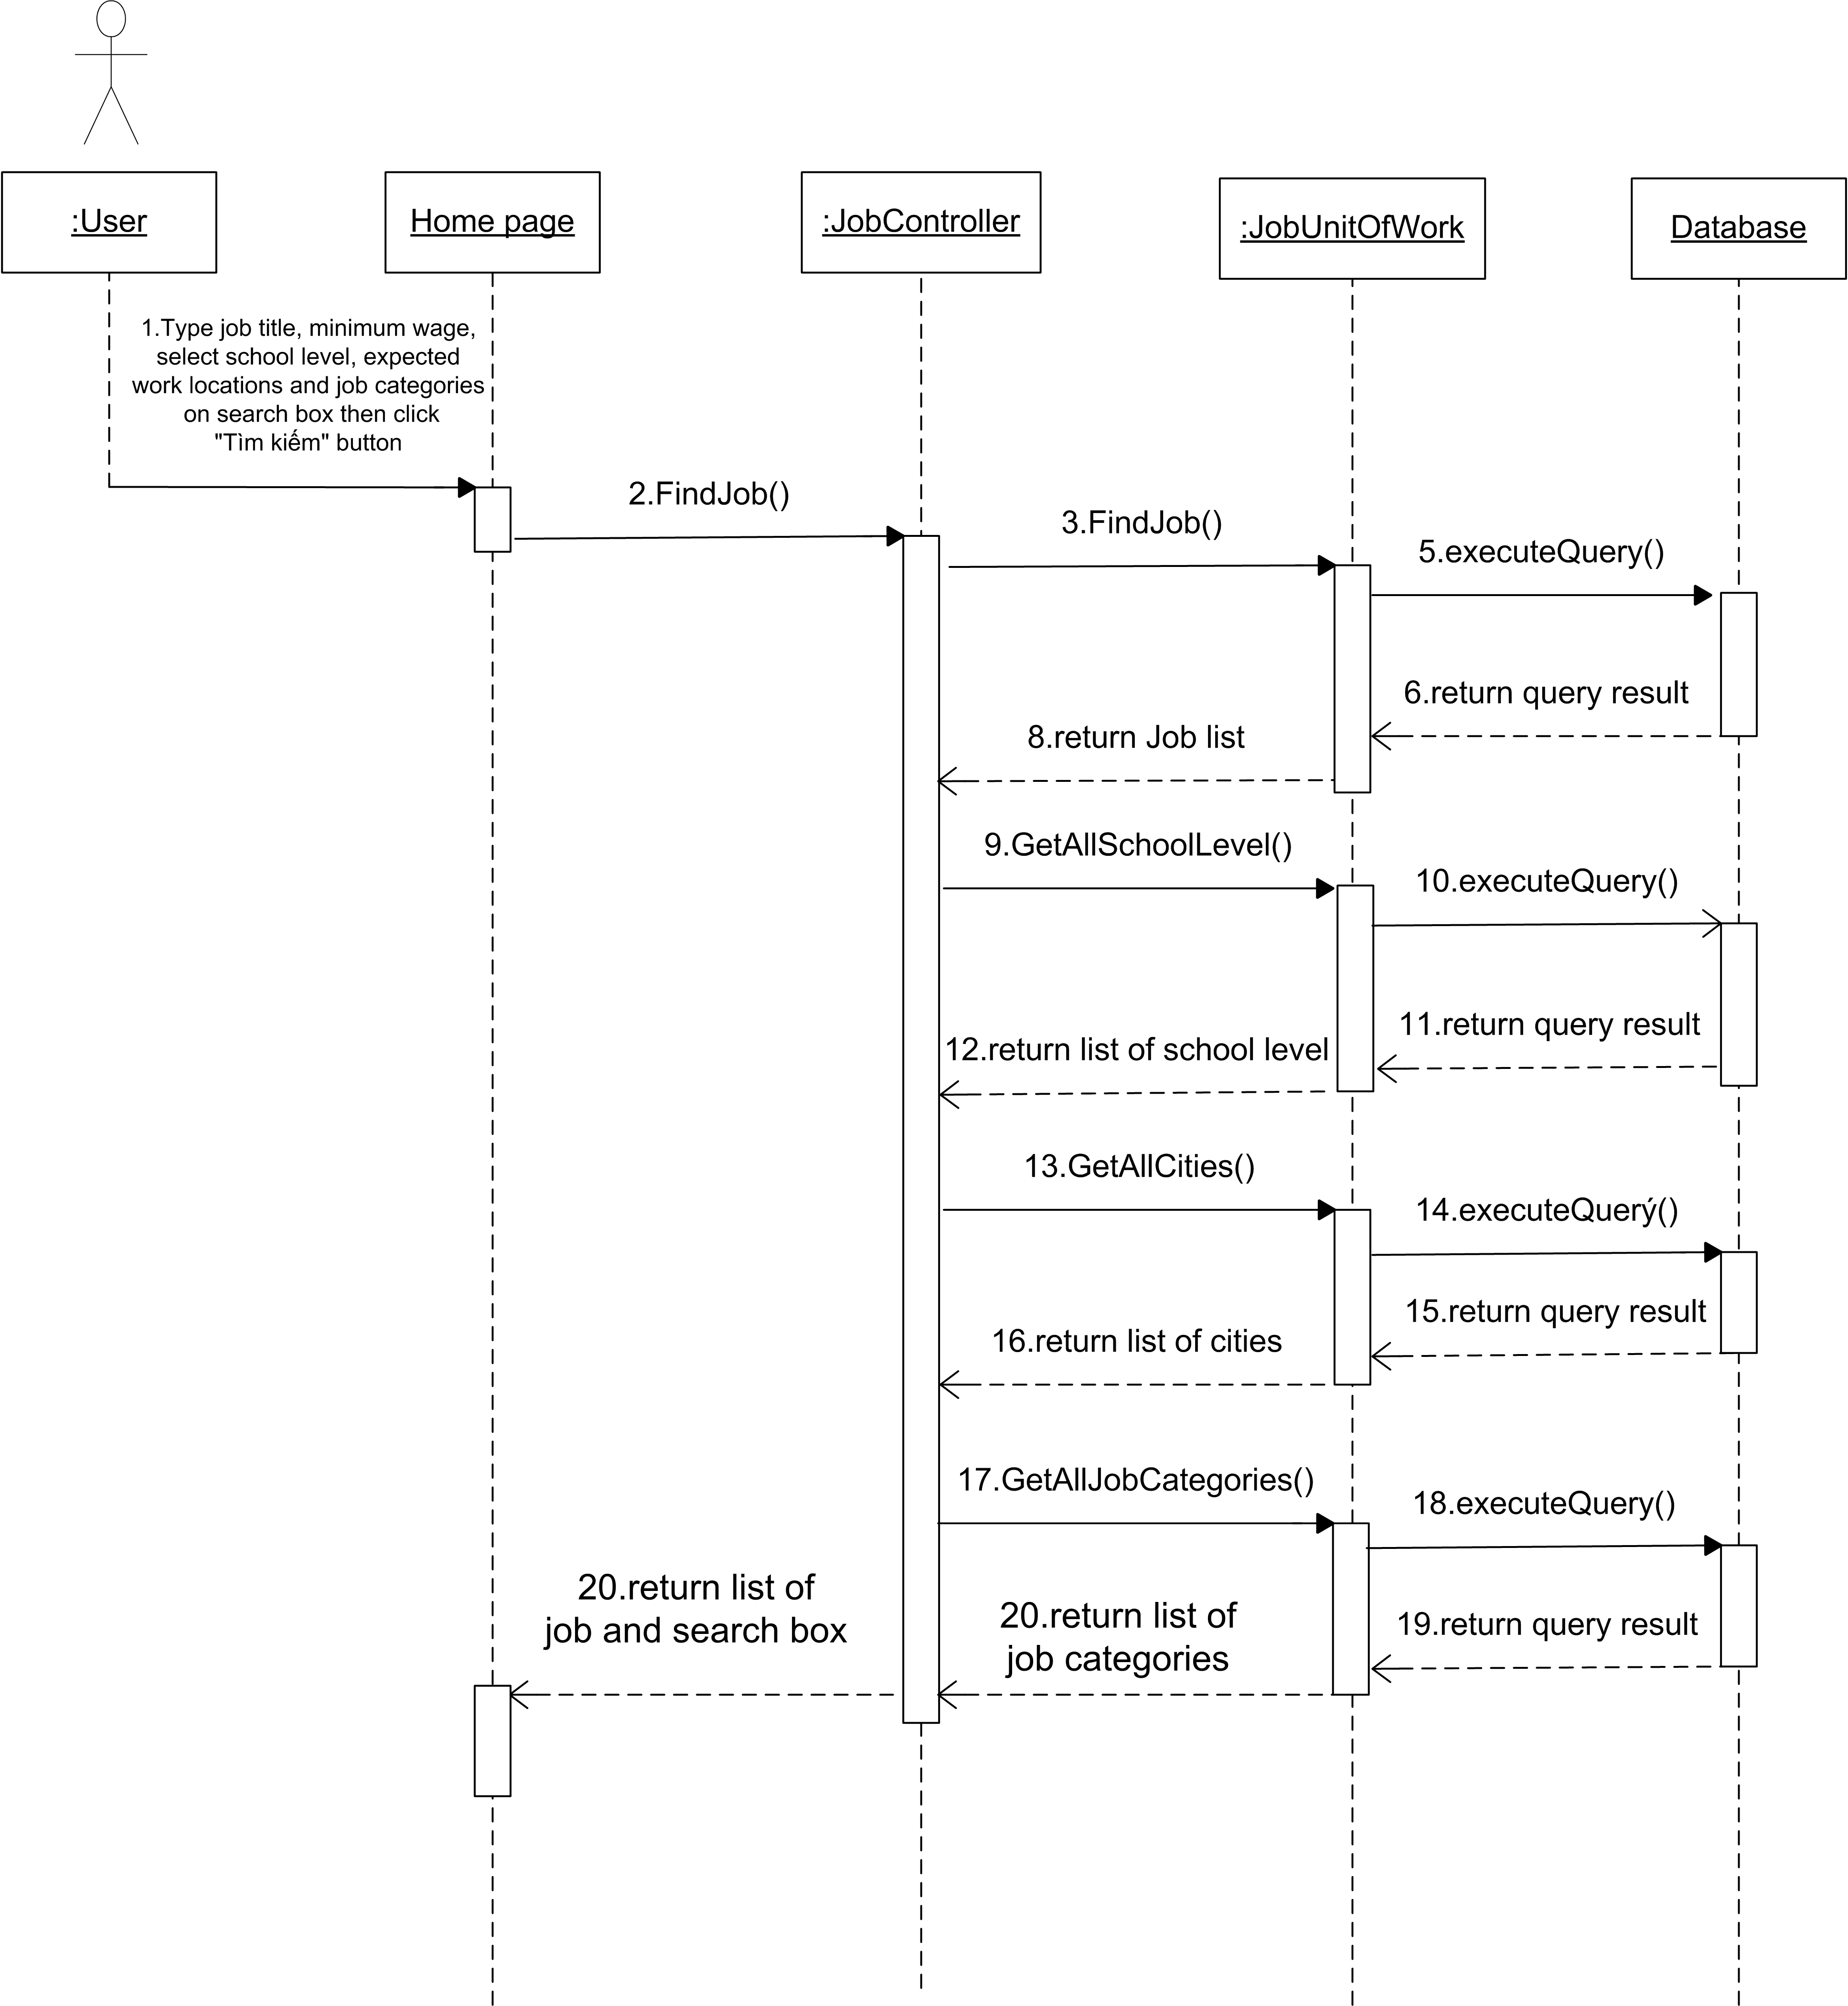 :User
Home page
:JobController
:JobUnitOfWork
Database
1.Type job title, minimum wage,
select school level, expected
work locations and job categories
on search box then click
"Tìm kiếm" button
2.FindJob()
3.FindJob()
5.executeQuery()
6.return query result
8.return Job list
9.GetAllSchoolLevel()
10.executeQuery()
11.return query result
12.return list of school level
13.GetAllCities()
14.executeQuerý()
15.return query result
16.return list of cities
17.GetAllJobCategories()
18.executeQuery()
20.return list of
job and search box
20.return list of
job categories
19.return query result